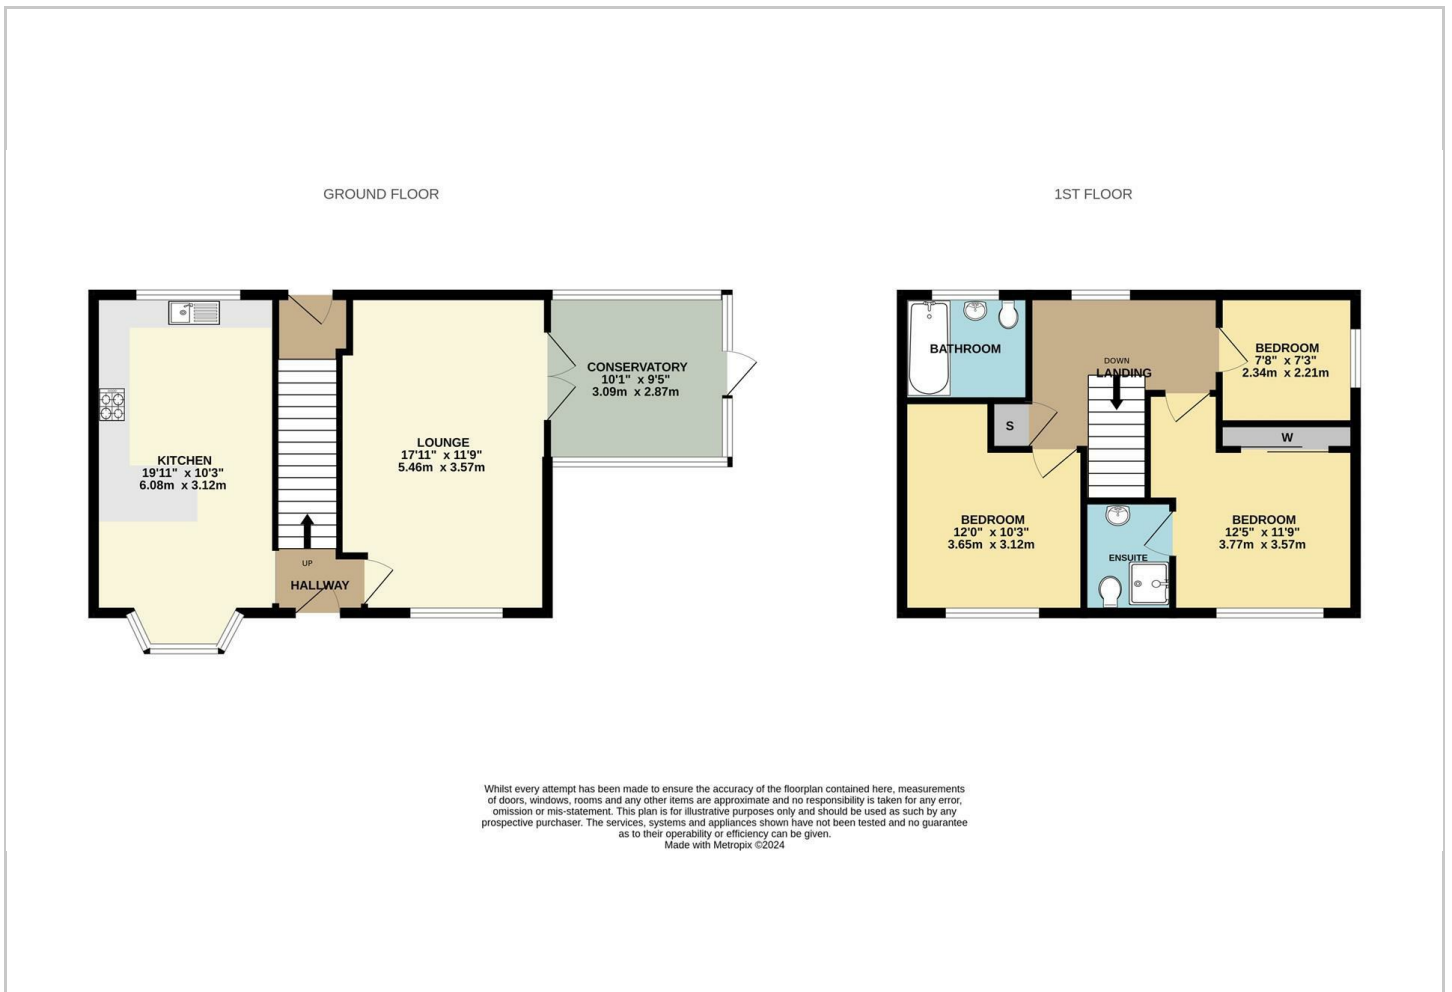 GROUND FLOOR
KITCHEN
19'11" x 10'3"
6.08m x 3.12m
UP
HALLWAY
LOUNGE
17'11" x 11'9"
5.46m x 3.57m
CONSERVATORY
10'1" x 9'5"
3.09m x 2.87m
1ST FLOOR
BATHROOM
DOWN
LANDING
BEDROOM
7'8" x 7'3"
2.34m x 2.21m
S
W
BEDROOM
12'0" x 10'3"
3.65m x 3.12m
ENSUITE
BEDROOM
12'5" x 11'9"
3.77m x 3.57m
Whilst every attempt has been made to ensure the accuracy of the floorplan contained here, measurements
of doors, windows, rooms and any other items are approximate and no responsibility is taken for any error,
omission or mis-statement. This plan is for illustrative purposes only and should be used as such by any
prospective purchaser. The services, systems and appliances shown have not been tested and no guarantee
as to their operability or efficiency can be given.
Made with Metropix ©2024